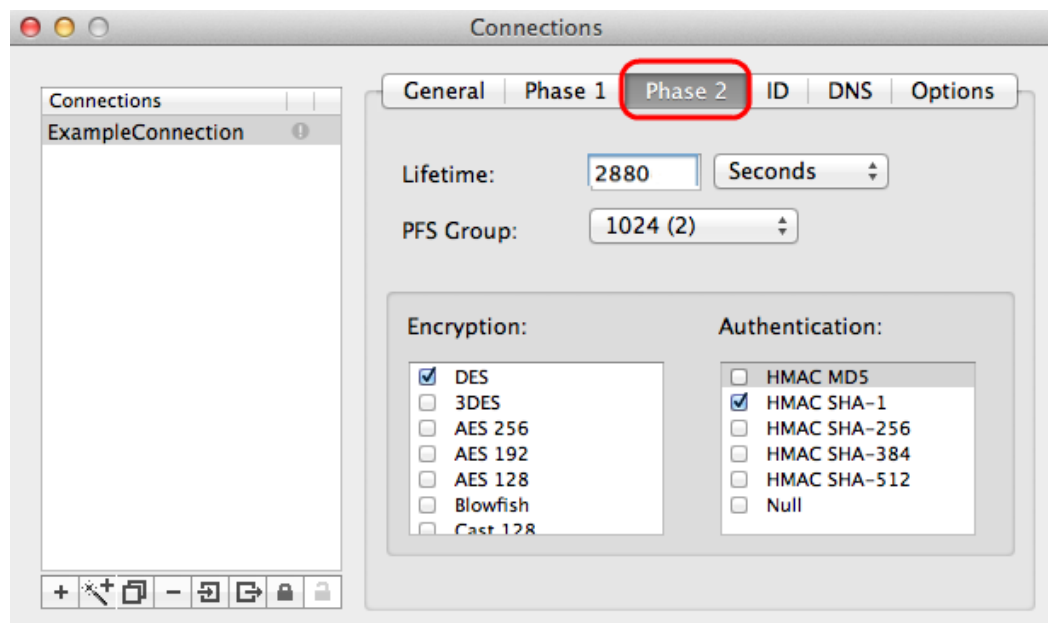 Connections
Connections
ExampleConnection
General Phase 1 Phase 2 ID DNS Options
Lifetime: 2880 Seconds
PFS Group: 1024 (2)
Encryption:
DES
3DES
AES 256
AES 192
AES 128
Blowfish
Cast 128
Authentication:
HMAC MD5
HMAC SHA-1
HMAC SHA-256
HMAC SHA-384
HMAC SHA-512
Null